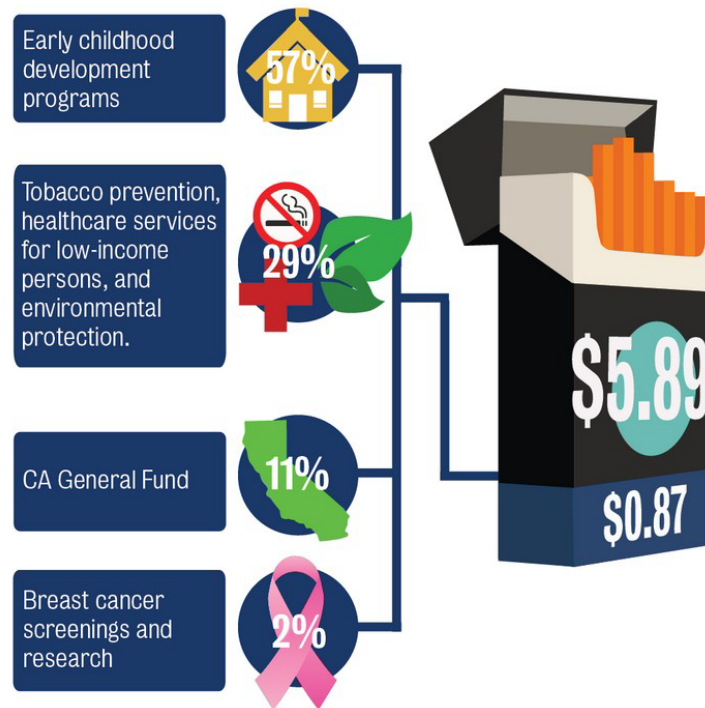 Early childhood
development
programs
57%
Tobacco prevention,
healthcare services
for low-income
persons, and
environmental
protection.
29%
CA General Fund
11%
Breast cancer
screenings and
research
2%
$5.89
$0.87